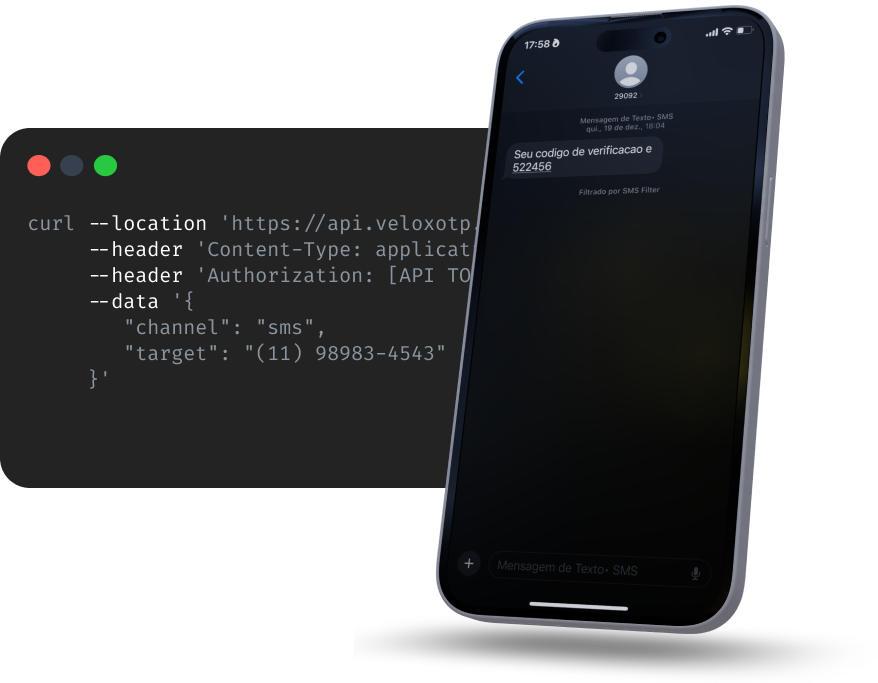 curl --location 'https://api.veloxotp.
--header 'Content-Type: applicat
--header 'Authorization: [API TO
--data '{
"channel": "sms",
"target": "(11) 98983-4543"
}'
17:58
29092
Mensagem de Texto• SMS
qui., 19 de dez., 18:04
Seu codigo de verificacao e
522456
Filtrado por SMS Filter
Mensagem de Texto• SMS